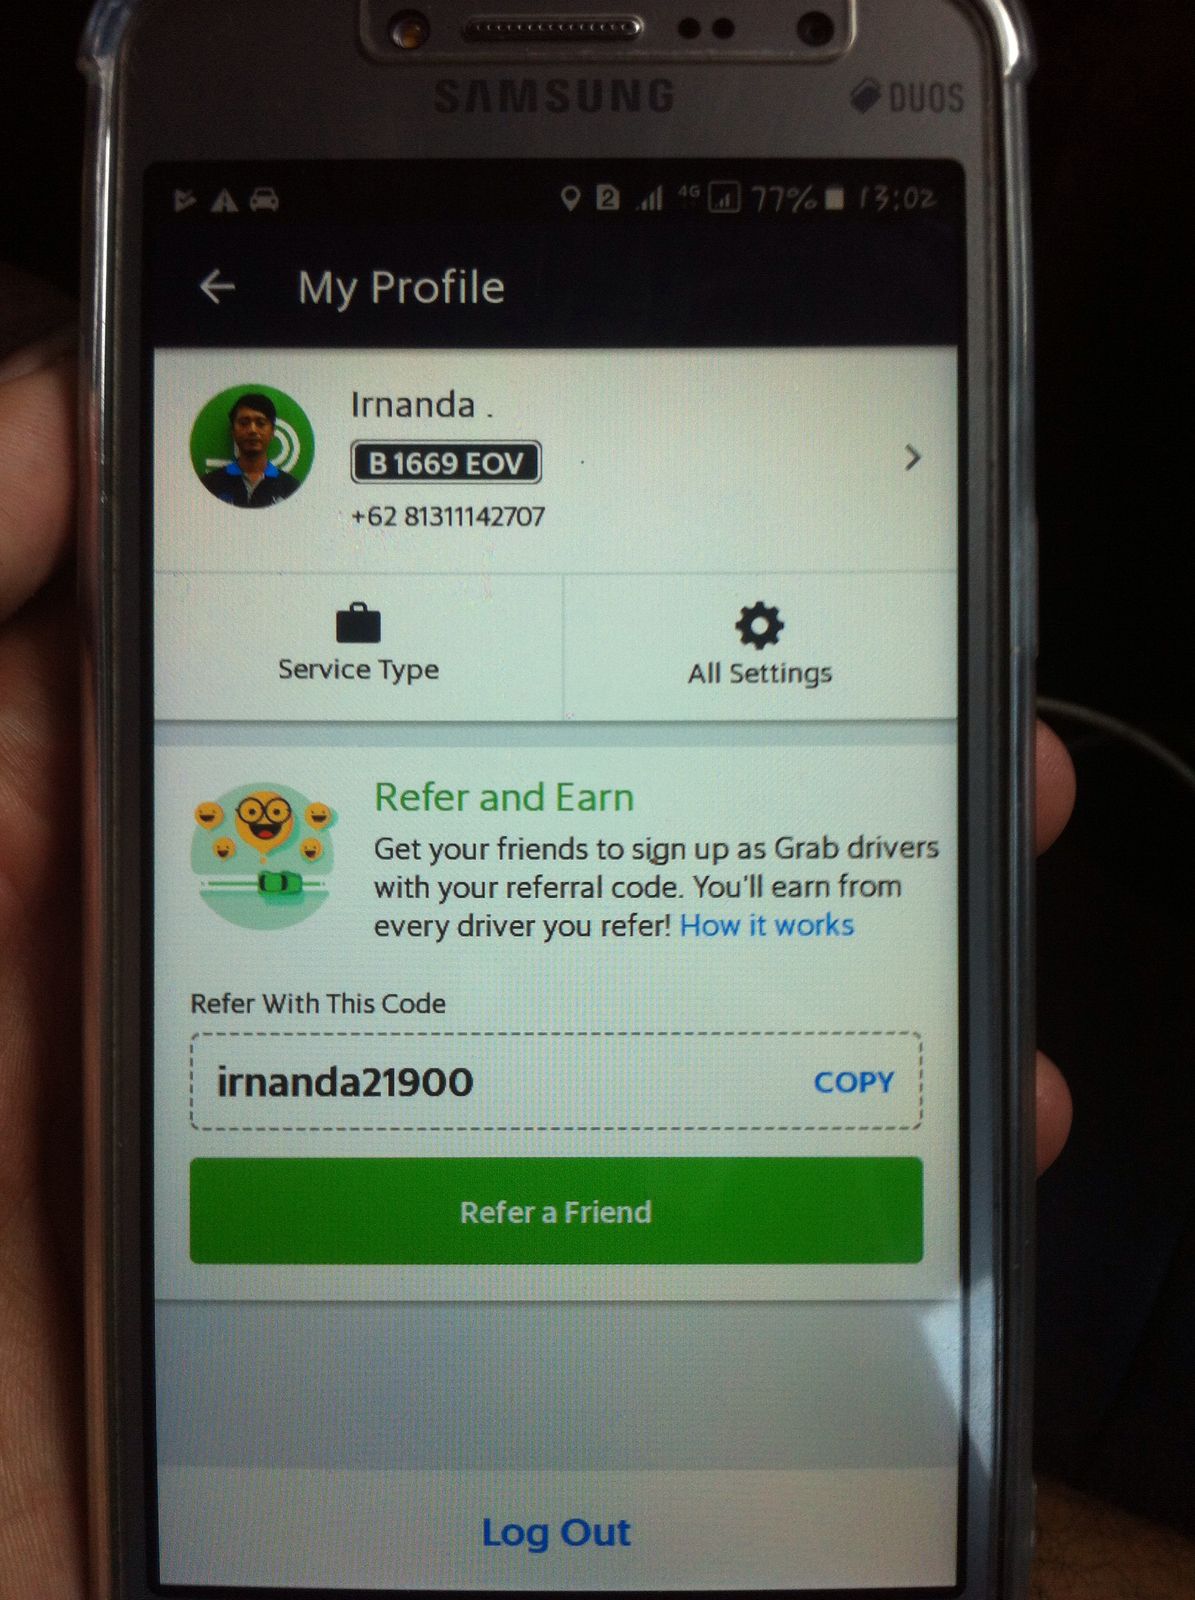 SAMSUNG
DUOS
2 4G 77% 13:02
My Profile
Irnanda .
B 1669 EOV
+62 81311142707
Service Type
All Settings
Refer and Earn
Get your friends to sign up as Grab drivers
with your referral code. You'll earn from
every driver you refer! How it works
Refer With This Code
irnanda21900
COPY
Refer a Friend
Log Out